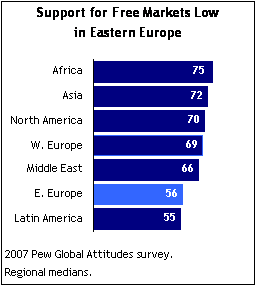 Support for Free Markets Low
in Eastern Europe
Africa 75
Asia 72
North America 70
W. Europe 69
Middle East 66
E. Europe 56
Latin America 55
2007 Pew Global Attitudes survey.
Regional medians.